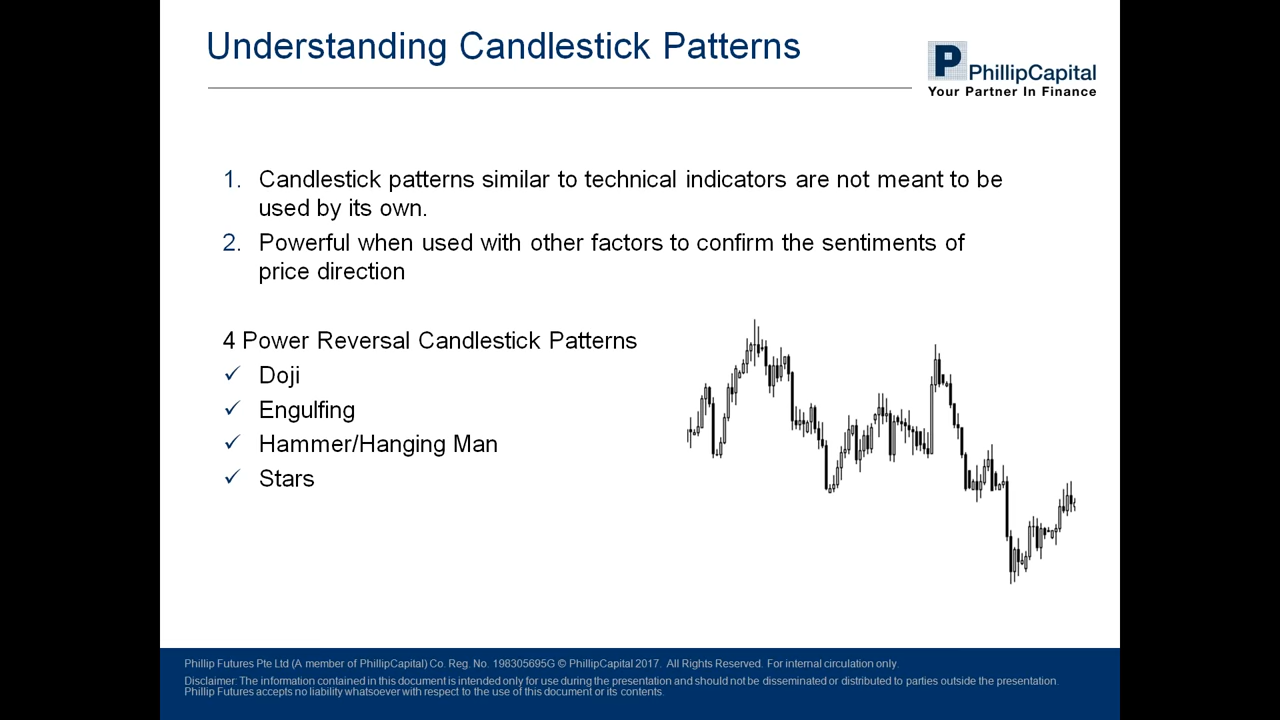 Understanding Candlestick Patterns
P
PhillipCapital
Your Partner In Finance
1. Candlestick patterns similar to technical indicators are not meant to be
used by its own.
2. Powerful when used with other factors to confirm the sentiments of
price direction
4 Power Reversal Candlestick Patterns
✓ Doji
✓ Engulfing
✓ Hammer/Hanging Man
✓ Stars
Phillip Futures Pte Ltd (A member of PhillipCapital) Co. Reg. No. 198305695G © PhillipCapital 2017. All Rights Reserved. For internal circulation only.
Disclaimer: The information contained in this document is intended only for use during the presentation and should not be disseminated or distributed to parties outside the presentation.
Phillip Futures accepts no liability whatsoever with respect to the use of this document or its contents.